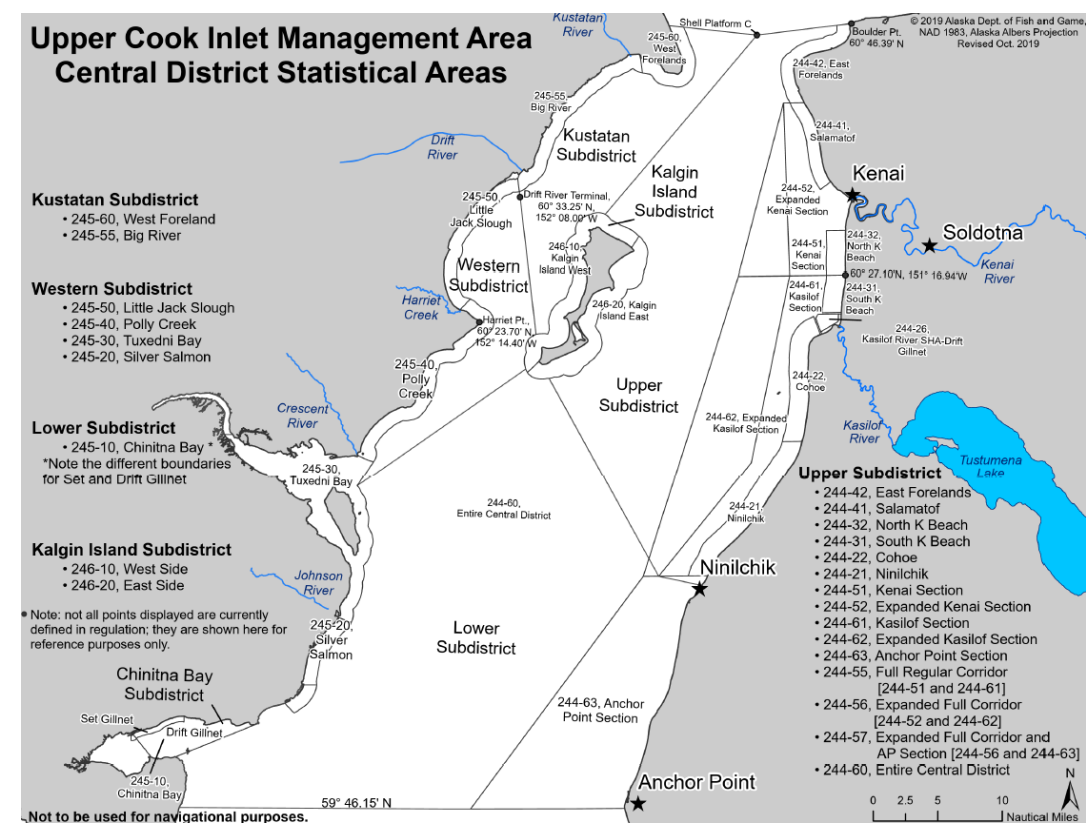 Upper Cook Inlet Management Area
Central District Statistical Areas
© 2019 Alaska Dept. of Fish and Game,
NAD 1983, Alaska Albers Projection
Revised Oct. 2019
Kustatan
River
Shell Platform C
Boulder Pt.
60° 46.39' N
245-60,
West
Forelands
244-42, East
Forelands
245-55,
Big River
Kustatan
Subdistrict
244-41,
Salamatof
Drift
River
Kalgin
Island
Subdistrict
Kenai
Kustatan Subdistrict
• 245-60, West Foreland
• 245-55, Big River
245-50,
Little
Jack Slough
Drift River Terminal,
60° 33.25' N,
152° 08.00' W
244-52,
Expanded
Kenai Section
Soldotna
244-32,
North K
Beach
244-51,
Kenai
Section
246-10,
Kalgin
Island West
Kenai
River
Western
Subdistrict
60° 27.10'N, 151° 16.94'W
Western Subdistrict
• 245-50, Little Jack Slough
• 245-40, Polly Creek
• 245-30, Tuxedni Bay
• 245-20, Silver Salmon
Harriet
Creek
Harriet Pt.,
60° 23.70' N,
152° 14.40' W
246-20, Kalgin
Island East
244-61,
Kasilof
Section
244-31,
South K
Beach
244-26,
Kasilof River SHA-Drift
Gillnet
245-40,
Polly
Creek
244-22,
Cohoe
Upper
Subdistrict
Crescent
River
244-62, Expanded
Kasilof Section
Kasilof
River
Lower Subdistrict
• 245-10, Chinitna Bay *
*Note the different boundaries
for Set and Drift Gillnet
Tustumena
Lake
245-30,
Tuxedni Bay
244-60,
Entire Central District
244-21,
Ninilchik
Upper Subdistrict
• 244-42, East Forelands
• 244-41, Salamatof
• 244-32, North K Beach
• 244-31, South K Beach
• 244-22, Cohoe
• 244-21, Ninilchik
• 244-51, Kenai Section
• 244-52, Expanded Kenai Section
• 244-61, Kasilof Section
• 244-62, Expanded Kasilof Section
• 244-63, Anchor Point Section
• 244-55, Full Regular Corridor
[244-51 and 244-61]
• 244-56, Expanded Full Corridor
[244-52 and 244-62]
• 244-57, Expanded Full Corridor and
AP Section [244-56 and 244-63]
• 244-60, Entire Central District
Kalgin Island Subdistrict
• 246-10, West Side
• 246-20, East Side
Johnson
River
Ninilchik
• Note: not all points displayed are currently
defined in regulation; they are shown here for
reference purposes only.
245-20,
Silver
Salmon
Lower
Subdistrict
Chinitna Bay
Subdistrict
244-63, Anchor
Point Section
Set Gillnet
Drift Gillnet
245-10,
Chinitna Bay
Anchor Point
59° 46.15' N
N
0 2.5 5 10
Nautical Miles
Not to be used for navigational purposes.